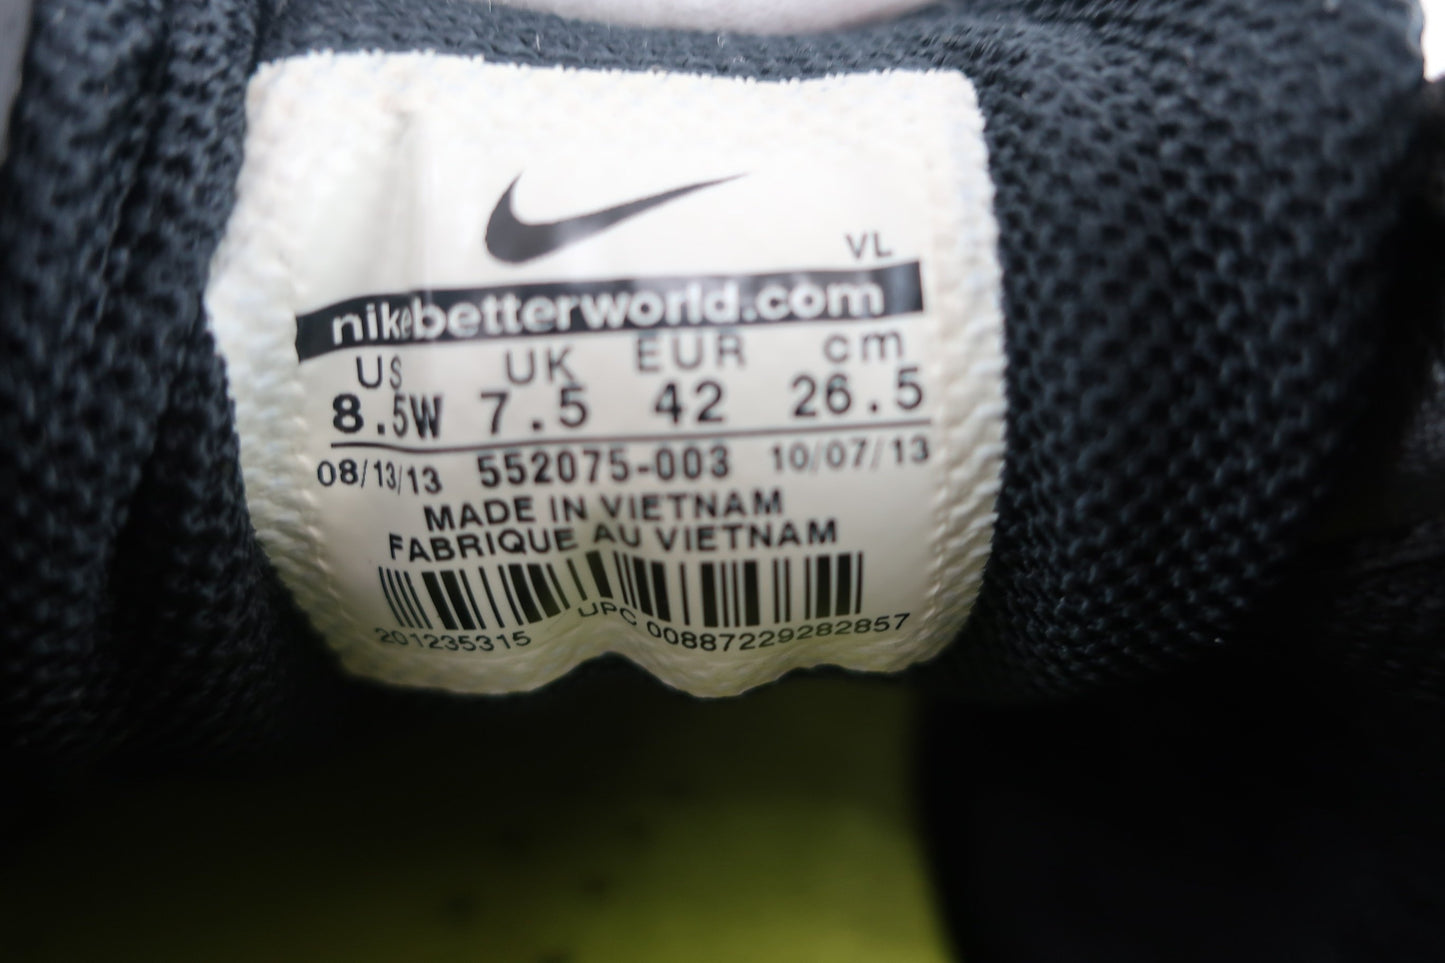 VL
nikebetterworld.com
US UK EUR cm
8.5W 7.5 42 26.5
08/13/13 552075-003 10/07/13
MADE IN VIETNAM
FABRIQUE AU VIETNAM
201235315 UPC 00887229282857